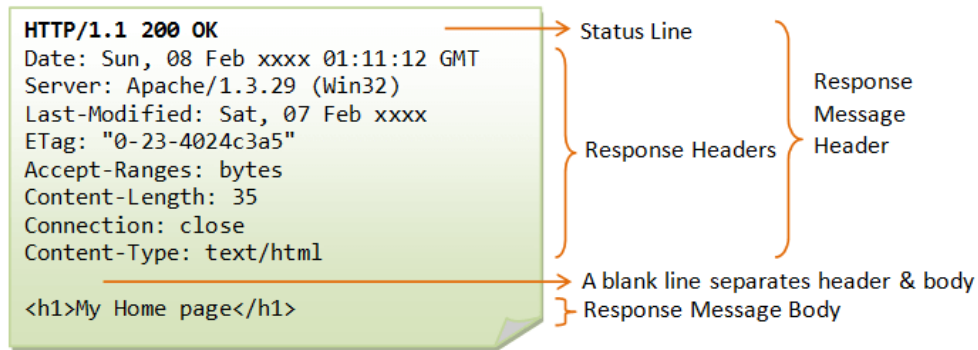 HTTP/1.1 200 OK
Date: Sun, 08 Feb xxxx 01:11:12 GMT
Server: Apache/1.3.29 (Win32)
Last-Modified: Sat, 07 Feb xxxx
ETag: "0-23-4024c3a5"
Accept-Ranges: bytes
Content-Length: 35
Connection: close
Content-Type: text/html
<h1>My Home page</h1>
Status Line
Response Headers
Response
Message
Header
A blank line separates header & body
Response Message Body